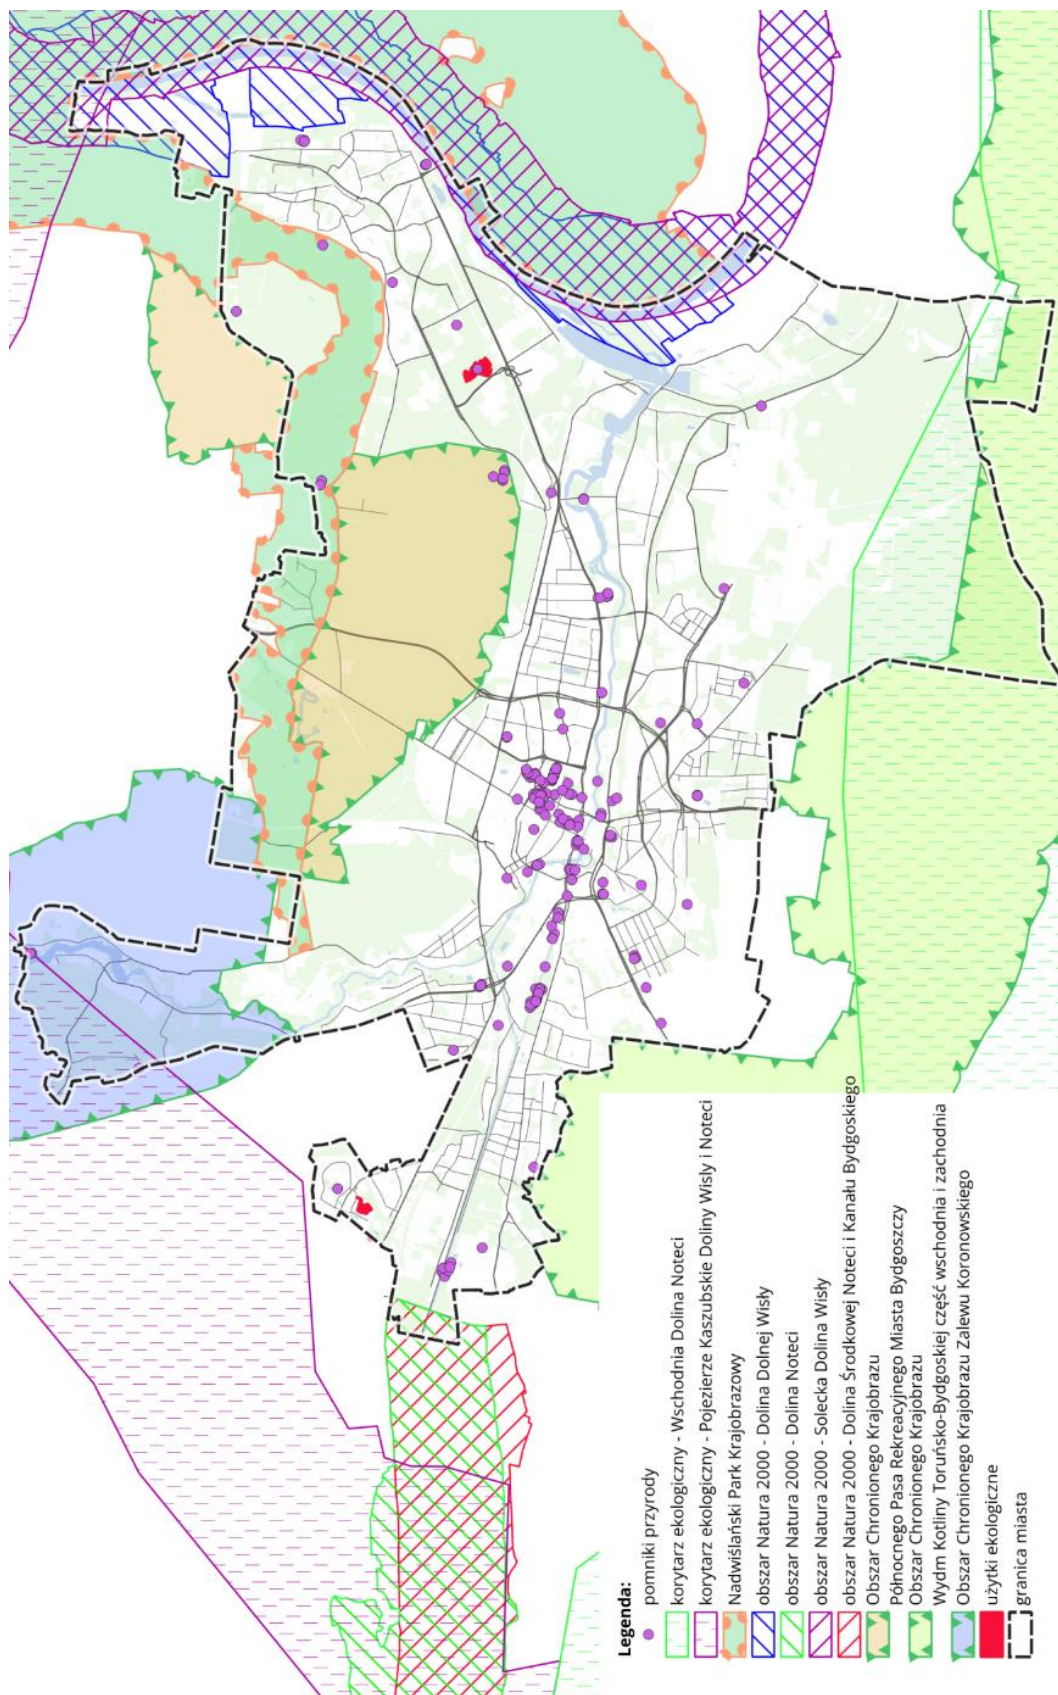 Legenda:
pomniki przyrody
korytarz ekologiczny - Wschodnia Dolina Noteci
korytarz ekologiczny - Pojezierze Kaszubskie Doliny Wisły i Noteci
Nadwiślański Park Krajobrazowy
obszar Natura 2000 - Dolina Dolnej Wisły
obszar Natura 2000 - Dolina Noteci
obszar Natura 2000 - Solecka Dolina Wisły
obszar Natura 2000 - Dolina Środkowej Noteci i Kanału Bydgoskiego
Obszar Chronionego Krajobrazu
Północnego Pasa Rekreacyjnego Miasta Bydgoszczy
Obszar Chronionego Krajobrazu
Wydm Kotliny Toruńsko-Bydgoskiej część wschodnia i zachodnia
Obszar Chronionego Krajobrazu Zalewu Koronowskiego
użytki ekologiczne
granica miasta